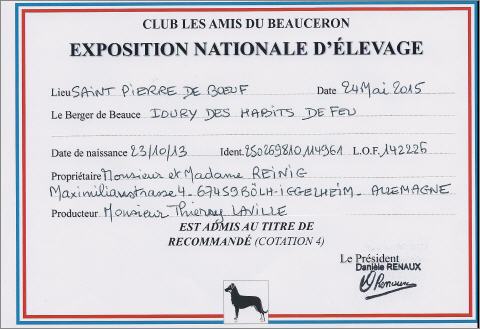 CLUB LES AMIS DU BEAUCERON
EXPOSITION NATIONALE D'ÉLEVAGE
Lieu SAINT PIERRE DE BŒUF Date 24 Mai 2015
Le Berger de Beauce IOURY DES HABITS DE FEU
Date de naissance 23/10/13 Ident. 250269810114961 L.O.F. 142225
Propriétaire Monsieur et Madame REINIG
Maximilianstrasse 4 - 67459 BÖLH-IGGELHEIM - ALLEMAGNE
Producteur Monsieur Thierry LAVILLE
EST ADMIS AU TITRE DE
RECOMMANDÉ (COTATION 4)
Le Président
Danièle RENAUX
D Renaux